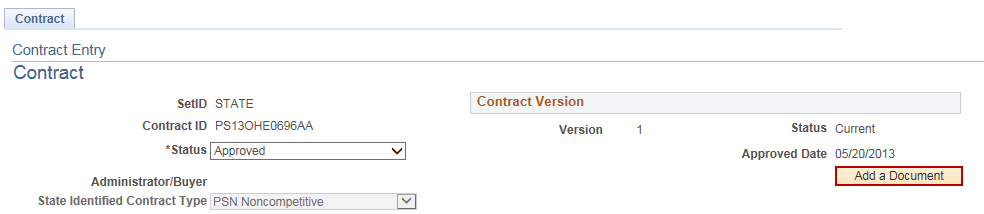 Contract
Contract Entry
Contract
SetID STATE
Contract ID PS13OHE0696AA
*Status Approved
Administrator/Buyer
State Identified Contract Type PSN Noncompetitive
Contract Version
Version 1 Status Current
Approved Date 05/20/2013
Add a Document